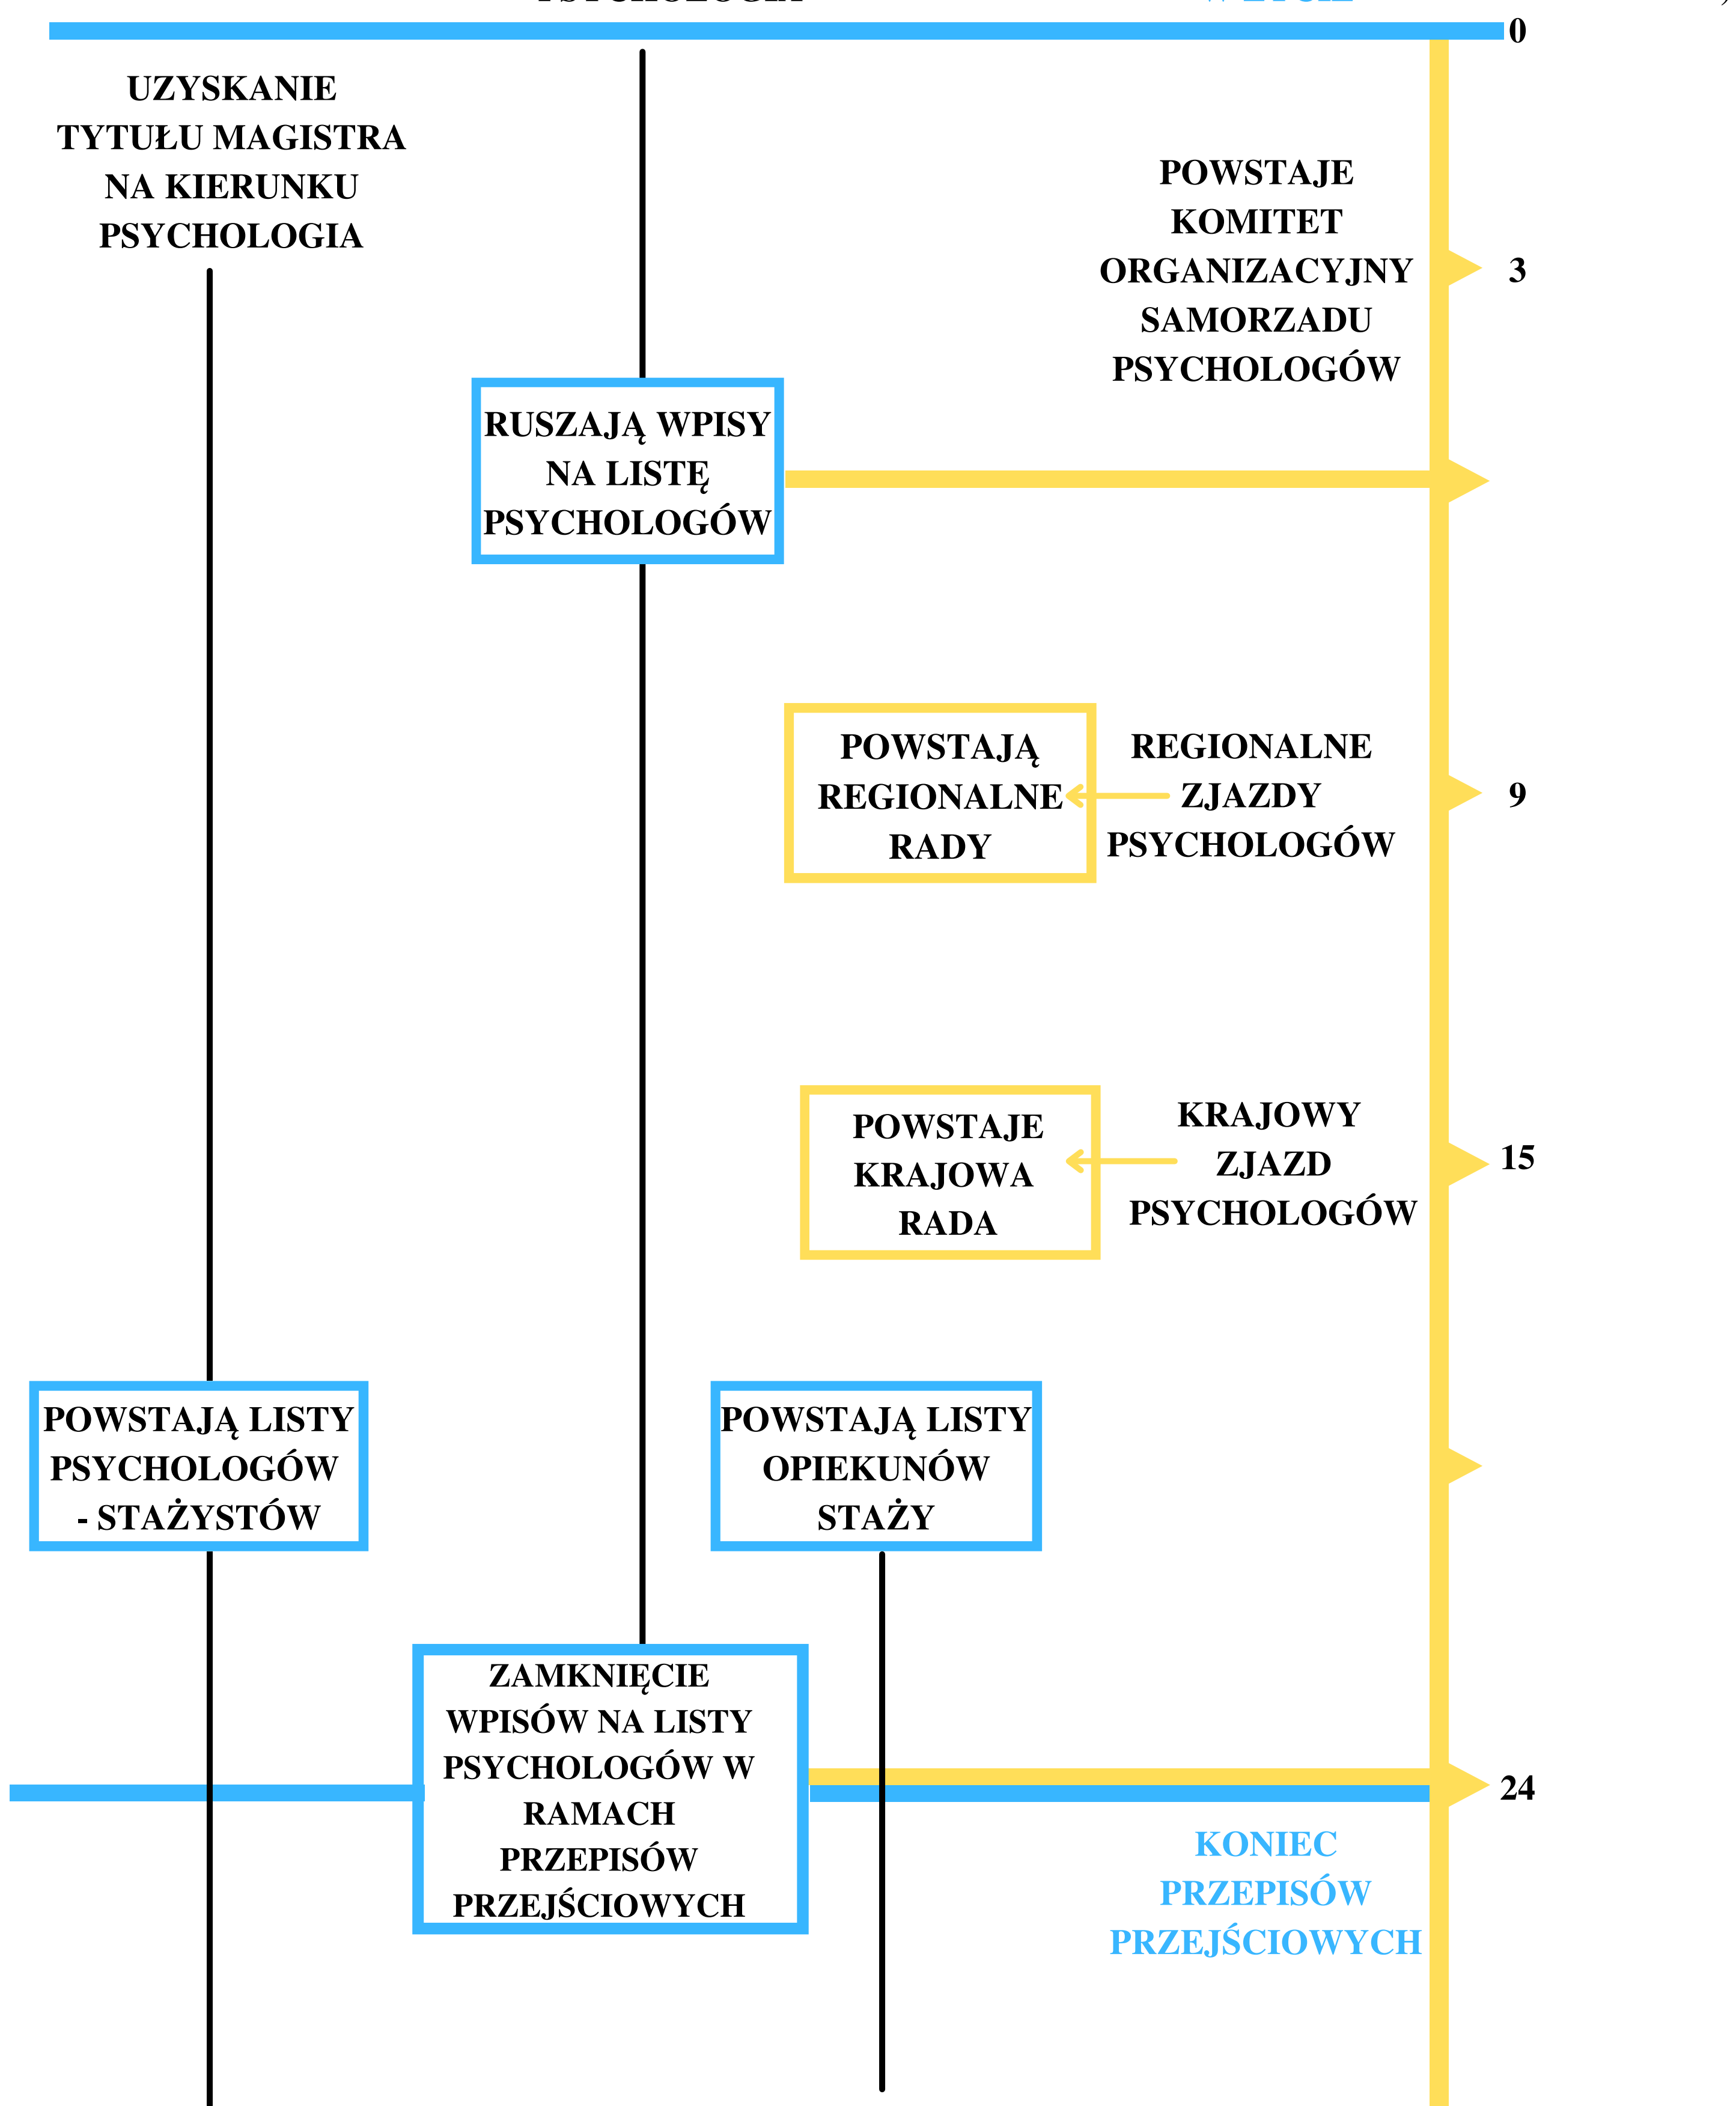 0
UZYSKANIE
TYTUŁU MAGISTRA
NA KIERUNKU
PSYCHOLOGIA
POWSTAJE
KOMITET
ORGANIZACYJNY
SAMORZADU
PSYCHOLOGÓW
3
RUSZAJĄ WPISY
NA LISTĘ
PSYCHOLOGÓW
POWSTAJĄ
REGIONALNE
RADY
REGIONALNE
ZJAZDY
PSYCHOLOGÓW
9
POWSTAJE
KRAJOWA
RADA
KRAJOWY
ZJAZD
PSYCHOLOGÓW
15
POWSTAJĄ LISTY
PSYCHOLOGÓW
- STAŻYSTÓW
POWSTAJĄ LISTY
OPIEKUNÓW
STAŻY
ZAMKNIĘCIE
WPISÓW NA LISTY
PSYCHOLOGÓW W
RAMACH
PRZEPISÓW
PRZEJŚCIOWYCH
24
KONIEC
PRZEPISÓW
PRZEJŚCIOWYCH